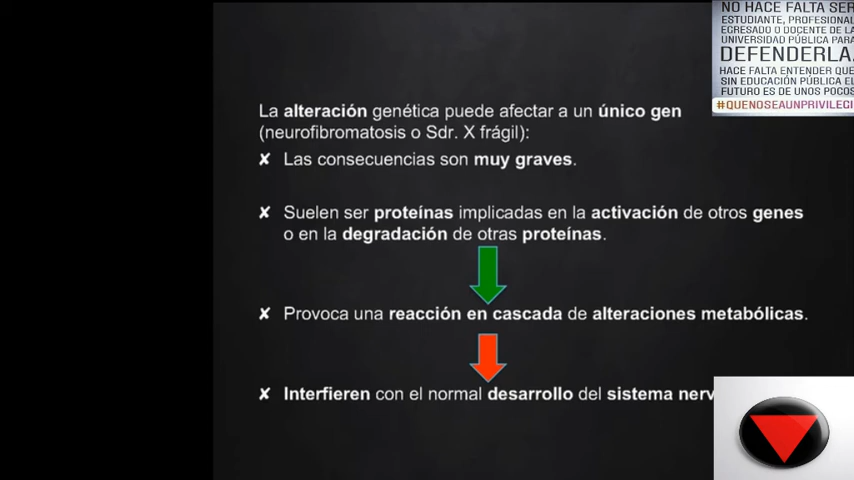 NO HACE FALTA SER
ESTUDIANTE, PROFESIONAL
EGRESADO O DOCENTE DE LA
UNIVERSIDAD PÚBLICA PARA
DEFENDERLA.
HACE FALTA ENTENDER QUE
SIN EDUCACIÓN PÚBLICA EL
FUTURO ES DE UNOS POCOS
#QUENOSEAUNPRIVILEGI
La alteración genética puede afectar a un único gen
(neurofibromatosis o Sdr. X frágil):
✘ Las consecuencias son muy graves.
✘ Suelen ser proteínas implicadas en la activación de otros genes
o en la degradación de otras proteínas.
✘ Provoca una reacción en cascada de alteraciones metabólicas.
✘ Interfieren con el normal desarrollo del sistema nerv